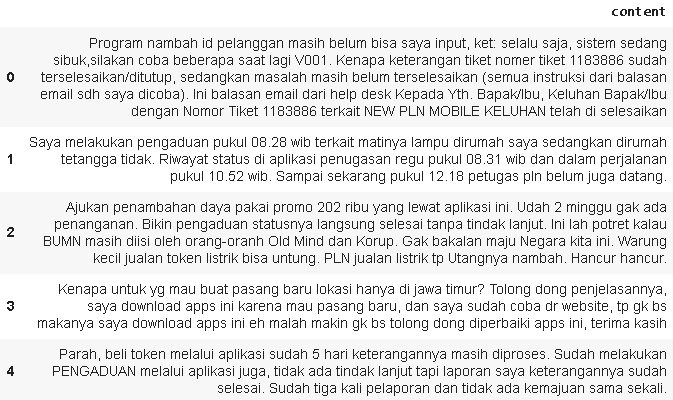 content
Program nambah id pelanggan masih belum bisa saya input, ket: selalu saja, sistem sedang
sibuk,silakan coba beberapa saat lagi V001. Kenapa keterangan tiket nomer tiket 1183886 sudah
0 terselesaikan/ditutup, sedangkan masalah masih belum terselesaikan (semua instruksi dari balasan
email sdh saya dicoba). Ini balasan email dari help desk Kepada Yth. Bapak/Ibu, Keluhan Bapak/Ibu
dengan Nomor Tiket 1183886 terkait NEW PLN MOBILE KELUHAN telah di selesaikan
Saya melakukan pengaduan pukul 08.28 wib terkait matinya lampu dirumah saya sedangkan dirumah
1 tetangga tidak. Riwayat status di aplikasi penugasan regu pukul 08.31 wib dan dalam perjalanan
pukul 10.52 wib. Sampai sekarang pukul 12.18 petugas pln belum juga datang.
Ajukan penambahan daya pakai promo 202 ribu yang lewat aplikasi ini. Udah 2 minggu gak ada
penanganan. Bikin pengaduan statusnya langsung selesai tanpa tindak lanjut. Ini lah potret kalau
2 BUMN masih diisi oleh orang-oranh Old Mind dan Korup. Gak bakalan maju Negara kita ini. Warung
kecil jualan token listrik bisa untung. PLN jualan listrik tp Utangnya nambah. Hancur hancur.
Kenapa untuk yg mau buat pasang baru lokasi hanya di jawa timur? Tolong dong penjelasannya,
3 saya download apps ini karena mau pasang baru, dan saya sudah coba dr website, tp gk bs
makanya saya download apps ini eh malah makin gk bs tolong dong diperbaiki apps ini, terima kasih
Parah, beli token melalui aplikasi sudah 5 hari keterangannya masih diproses. Sudah melakukan
4 PENGADUAN melalui aplikasi juga, tidak ada tindak lanjut tapi laporan saya keterangannya sudah
selesai. Sudah tiga kali pelaporan dan tidak ada kemajuan sama sekali.